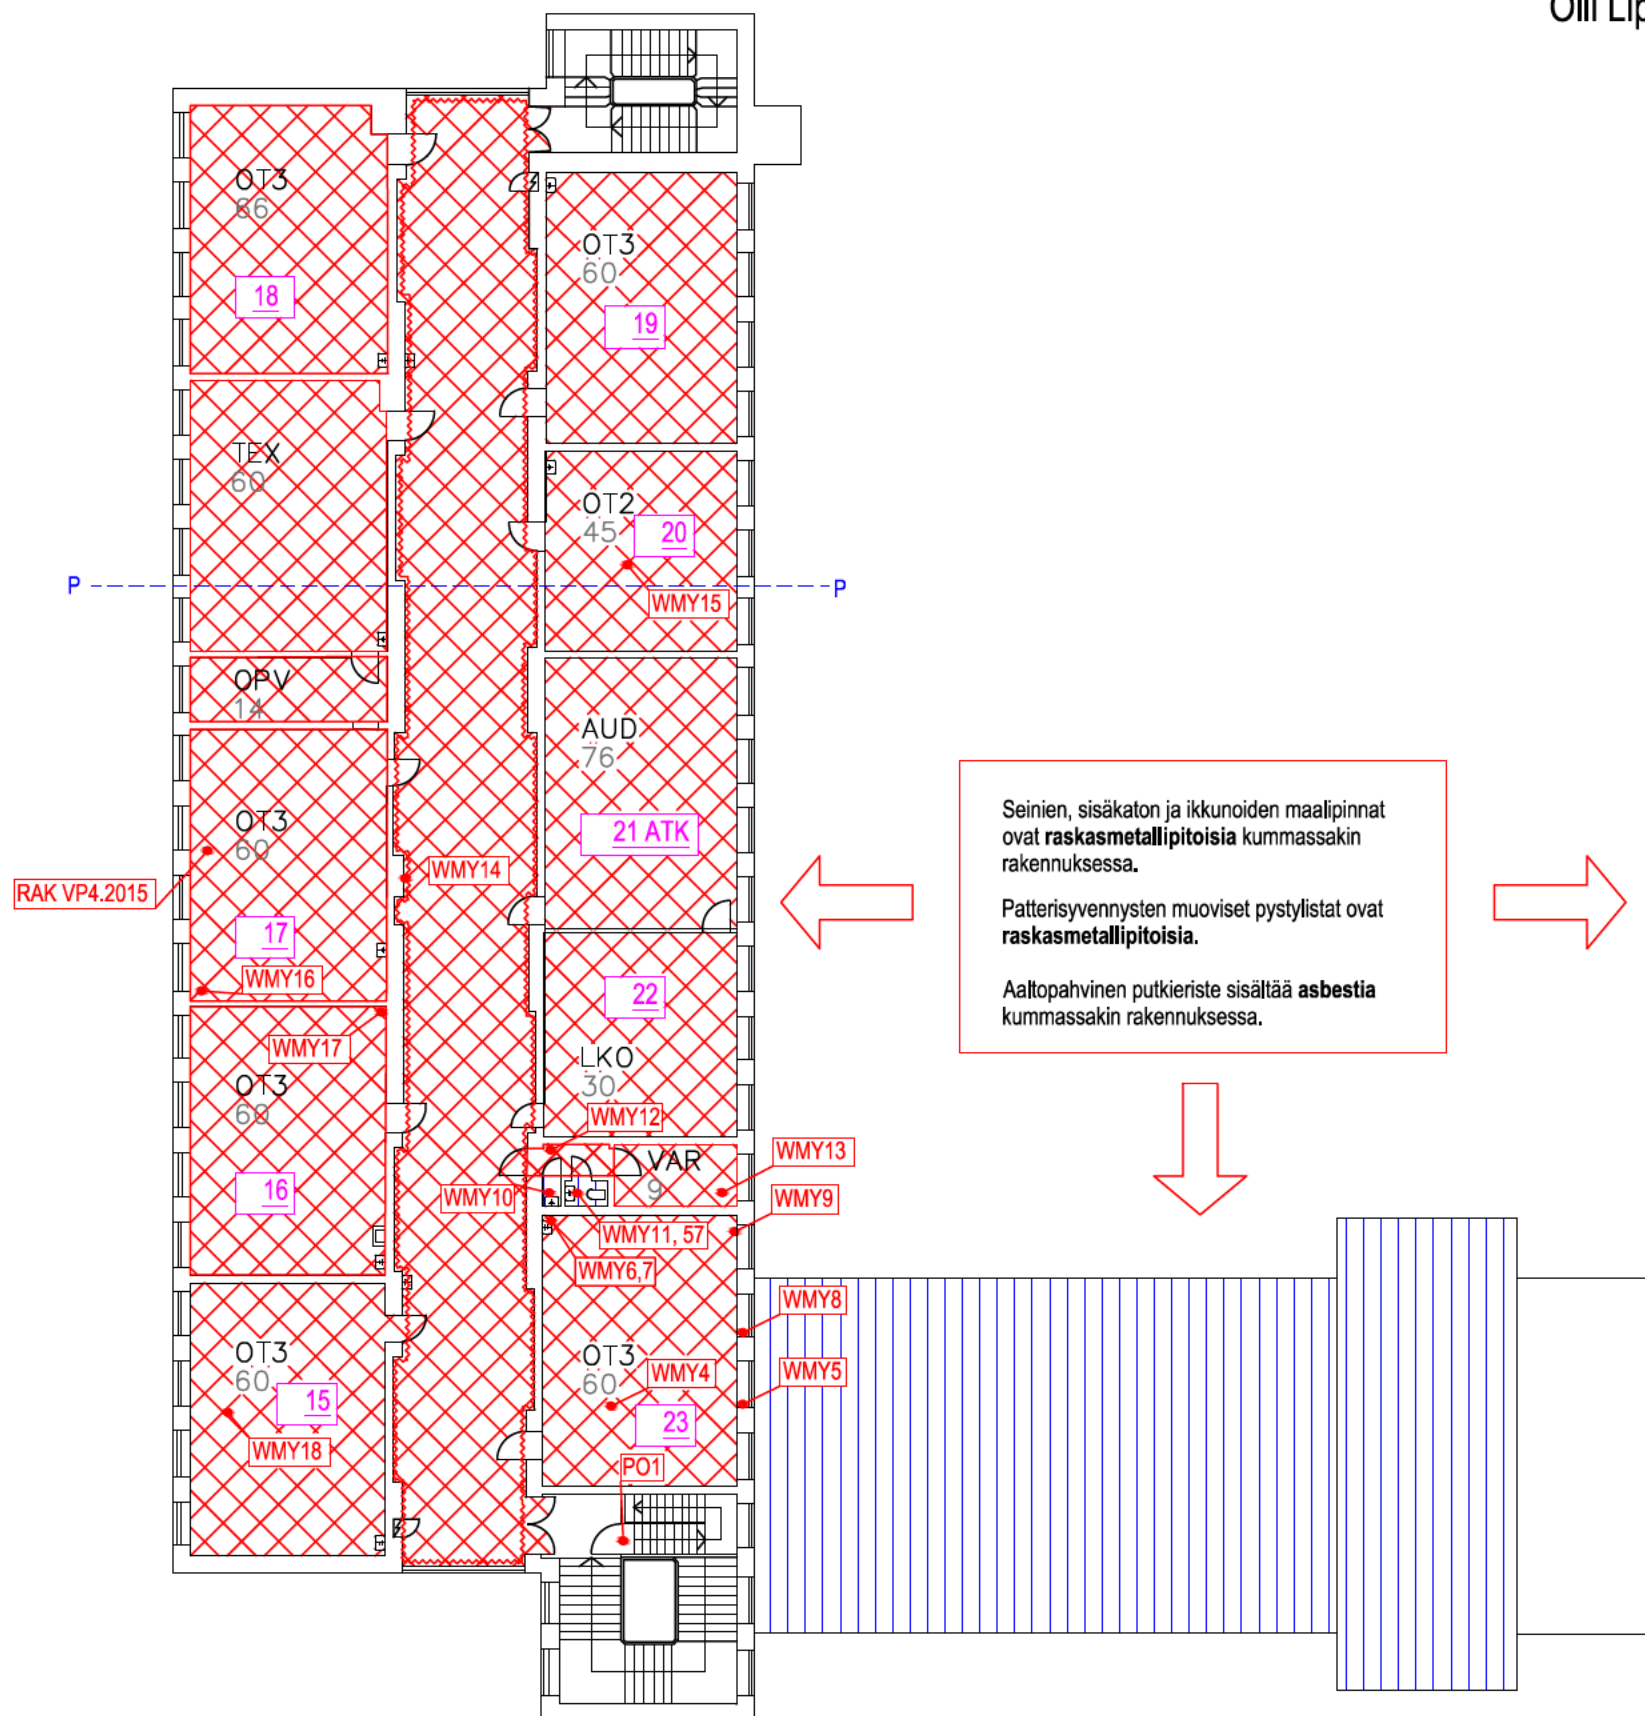 Olli Lip
OT3
66
18
OT3
60
19
TEX
60
OT2
45
20
P
P
WMY15
OPV
14
AUD
76
21 ATK
OT3
60
WMY14
RAK VP4.2015
17
WMY16
22
WMY17
LKO
30
OT3
60
WMY12
VAR
9
WMY13
16
WMY10
WMY9
WMY11, 57
WMY6,7
WMY8
OT3
60
15
OT3
60
WMY4
WMY5
23
WMY18
PO1
Seinien, sisäkaton ja ikkunoiden maalipinnat
ovat raskasmetallipitoisia kummassakin
rakennuksessa.
Patterisyvennysten muoviset pystylistat ovat
raskasmetallipitoisia.
Aaltopahvinen putkieriste sisältää asbestia
kummassakin rakennuksessa.